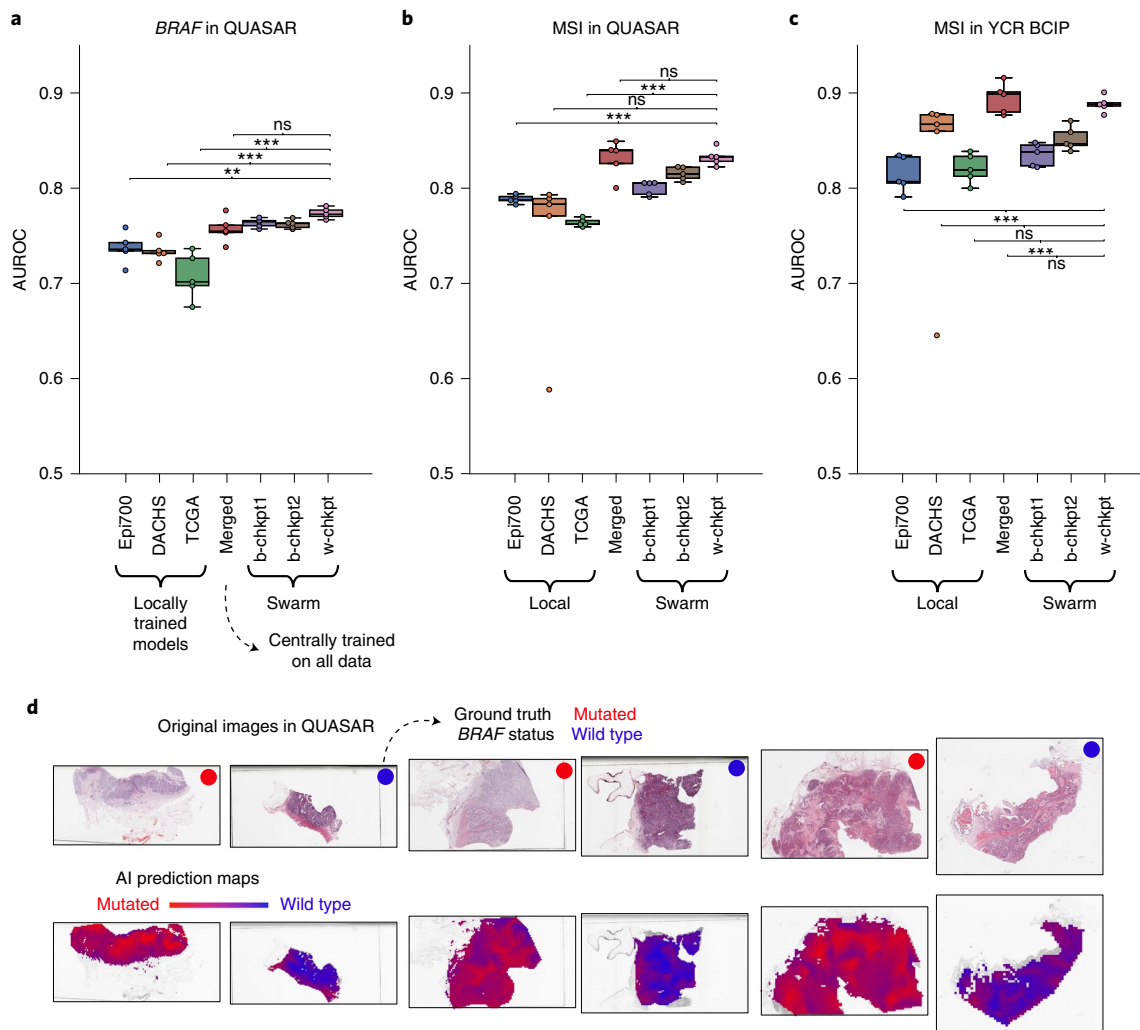 a
BRAF in QUASAR
AUROC
0.9
0.8
0.7
0.6
0.5
ns
***
***
**
Epi700
DACHS
TCGA
Merged
b-chkpt1
b-chkpt2
w-chkpt
Locally
trained
models
Swarm
Centrally trained
on all data
b
MSI in QUASAR
AUROC
0.9
0.8
0.7
0.6
0.5
ns
***
ns
***
Epi700
DACHS
TCGA
Merged
b-chkpt1
b-chkpt2
w-chkpt
Local
Swarm
c
MSI in YCR BCIP
AUROC
0.9
0.8
0.7
0.6
0.5
***
ns
***
ns
Epi700
DACHS
TCGA
Merged
b-chkpt1
b-chkpt2
w-chkpt
Local
Swarm
d
Original images in QUASAR
Ground truth Mutated
BRAF status Wild type
AI prediction maps
Mutated Wild type